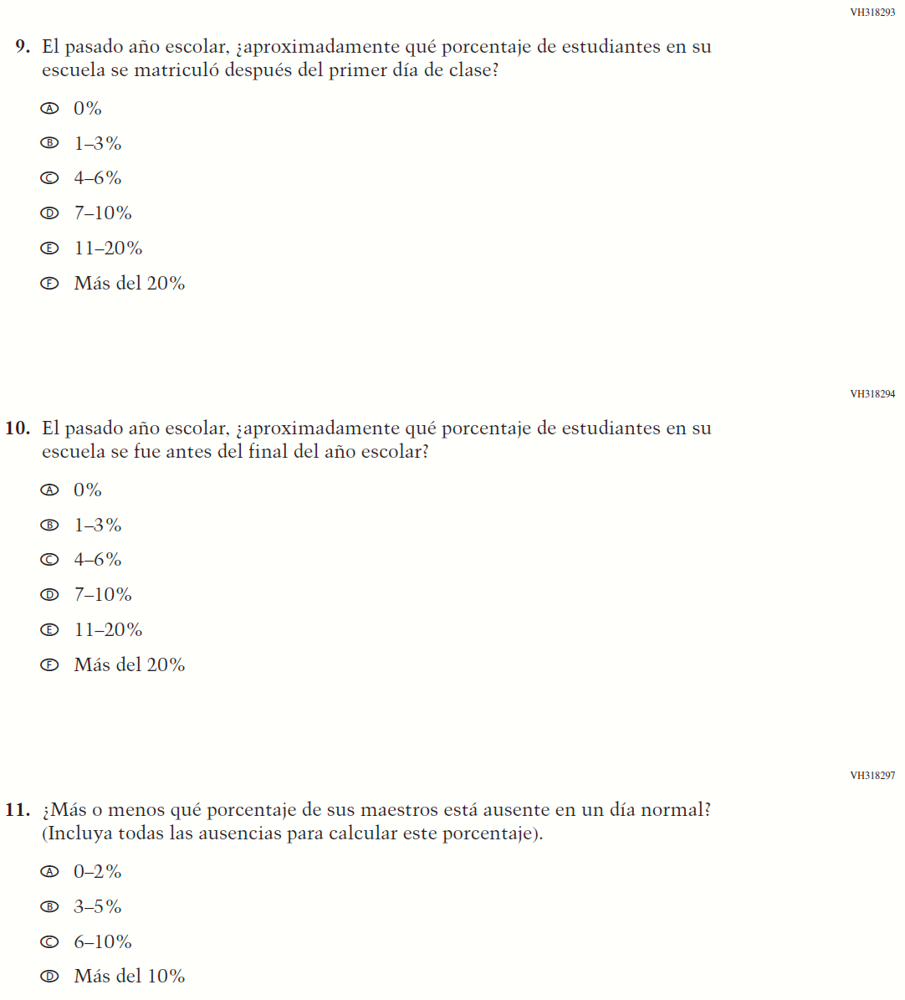 VH318293
9. El pasado año escolar, ¿aproximadamente qué porcentaje de estudiantes en su
escuela se matriculó después del primer día de clase?
A 0%
B 1–3%
C 4–6%
D 7–10%
E 11–20%
F Más del 20%
VH318294
10. El pasado año escolar, ¿aproximadamente qué porcentaje de estudiantes en su
escuela se fue antes del final del año escolar?
A 0%
B 1–3%
C 4–6%
D 7–10%
E 11–20%
F Más del 20%
VH318297
11. ¿Más o menos qué porcentaje de sus maestros está ausente en un día normal?
(Incluya todas las ausencias para calcular este porcentaje).
A 0–2%
B 3–5%
C 6–10%
D Más del 10%